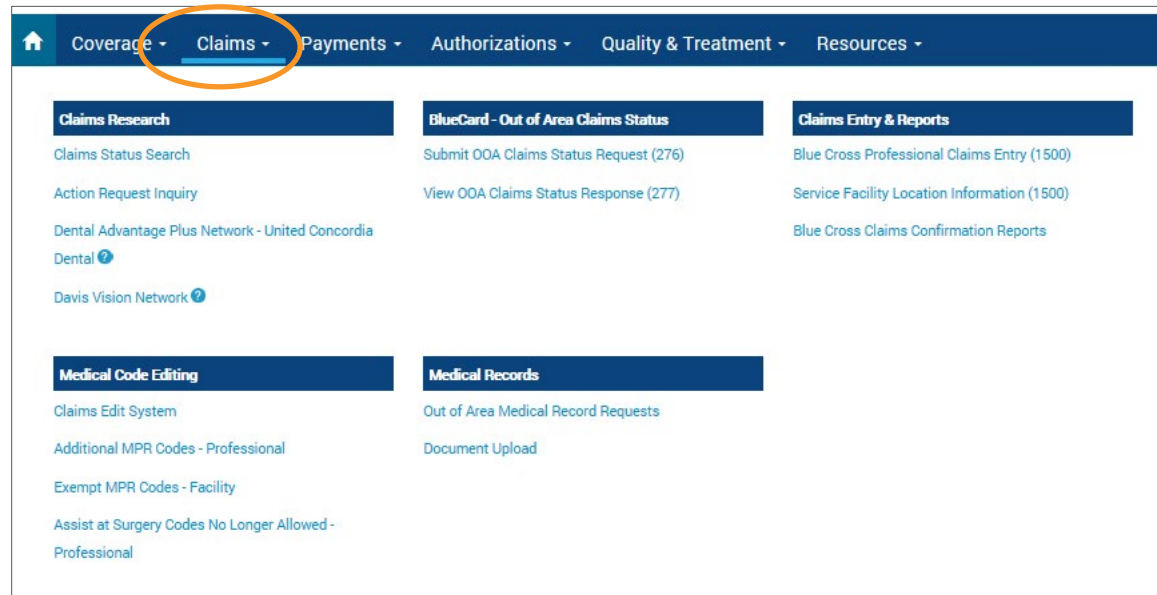 Coverage Claims Payments Authorizations Quality & Treatment Resources
Claims Research
Claims Status Search
Action Request Inquiry
Dental Advantage Plus Network - United Concordia
Dental ?
Davis Vision Network ?
BlueCard - Out of Area Claims Status
Submit OOA Claims Status Request (276)
View OOA Claims Status Response (277)
Claims Entry & Reports
Blue Cross Professional Claims Entry (1500)
Service Facility Location Information (1500)
Blue Cross Claims Confirmation Reports
Medical Code Editing
Claims Edit System
Additional MPR Codes - Professional
Exempt MPR Codes - Facility
Assist at Surgery Codes No Longer Allowed -
Professional
Medical Records
Out of Area Medical Record Requests
Document Upload